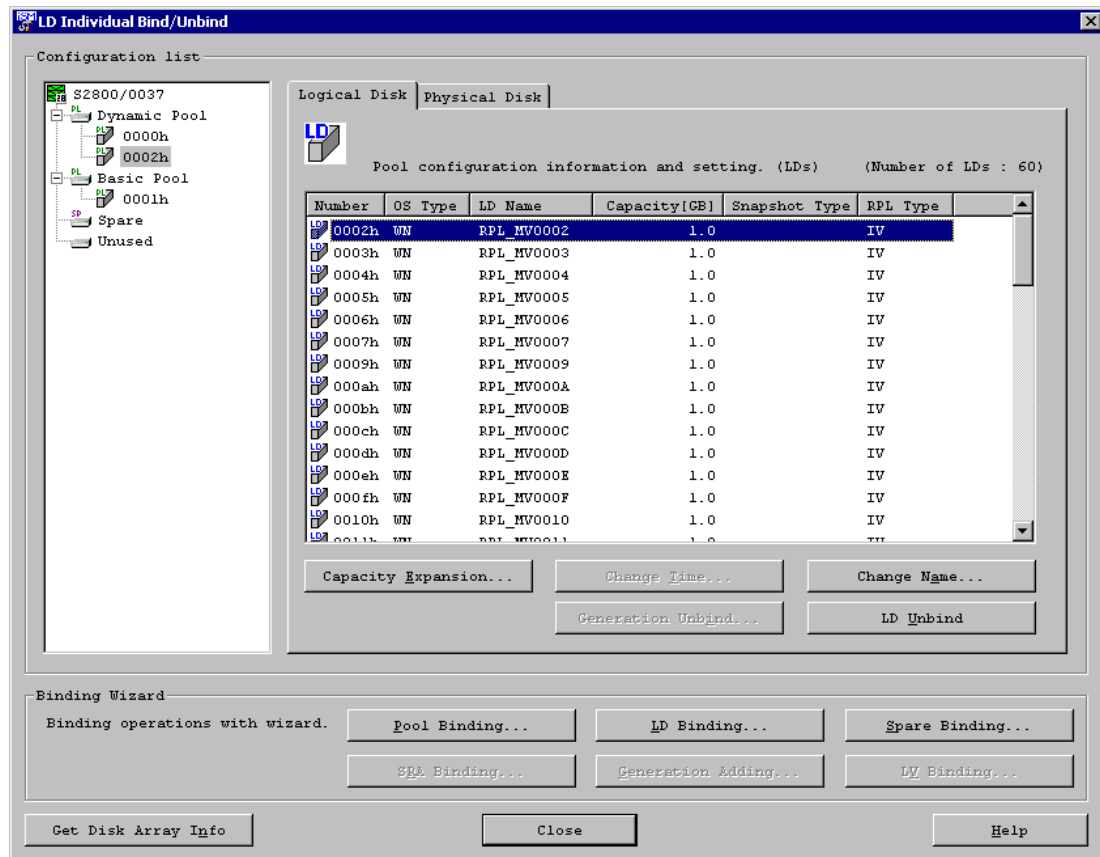 LD Individual Bind/Unbind
Configuration list
S2800/0037
Dynamic Pool
0000h
0002h
Basic Pool
0001h
Spare
Unused
Logical Disk Physical Disk
LD
Pool configuration information and setting. (LDs) (Number of LDs : 60)
Number OS Type LD Name Capacity[GB] Snapshot Type RPL Type
0002h WN RPL_MV0002 1.0 IV
0003h WN RPL_MV0003 1.0 IV
0004h WN RPL_MV0004 1.0 IV
0005h WN RPL_MV0005 1.0 IV
0006h WN RPL_MV0006 1.0 IV
0007h WN RPL_MV0007 1.0 IV
0009h WN RPL_MV0009 1.0 IV
000ah WN RPL_MV000A 1.0 IV
000bh WN RPL_MV000B 1.0 IV
000ch WN RPL_MV000C 1.0 IV
000dh WN RPL_MV000D 1.0 IV
000eh WN RPL_MV000E 1.0 IV
000fh WN RPL_MV000F 1.0 IV
0010h WN RPL_MV0010 1.0 IV
Capacity Expansion... Change Time... Change Name...
Generation Unbind... LD Unbind
Binding Wizard
Binding operations with wizard. Pool Binding... LD Binding... Spare Binding...
SRA Binding... Generation Adding... LV Binding...
Get Disk Array Info Close Help